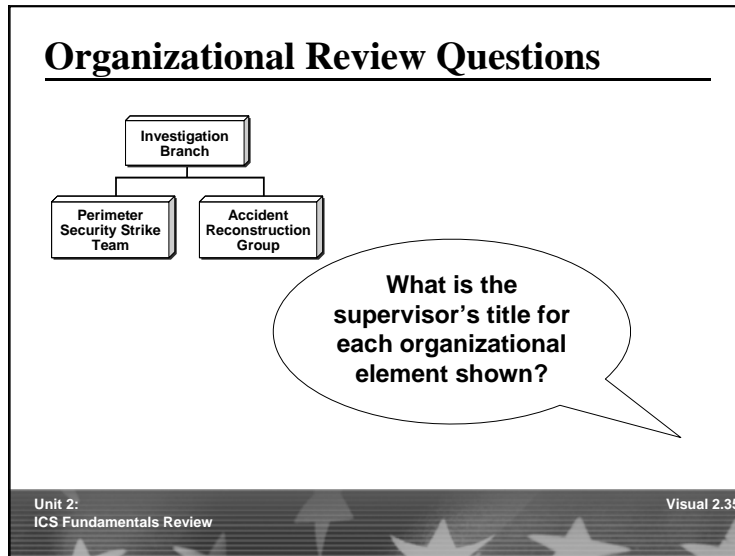 Organizational Review Questions
Investigation
Branch
Perimeter
Security Strike
Team
Accident
Reconstruction
Group
What is the
supervisor's title for
each organizational
element shown?
Unit 2:
ICS Fundamentals Review
Visual 2.35